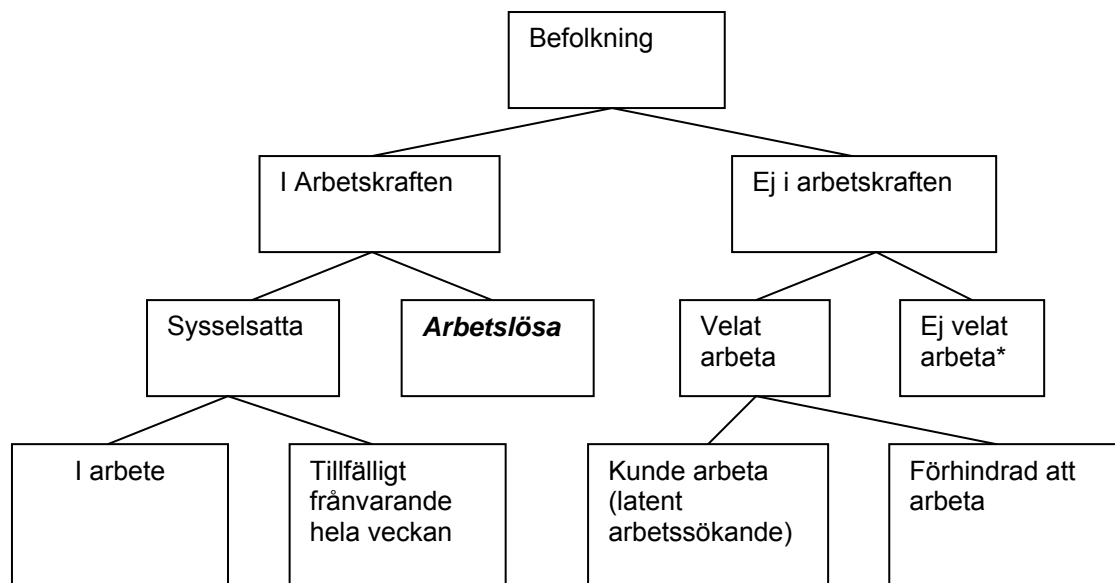 Befolkning
I Arbetskraften
Ej i arbetskraften
Sysselsatta
Arbetslösa
Velat
arbeta
Ej velat
arbeta*
I arbete
Tillfälligt
frånvarande
hela veckan
Kunde arbeta
(latent
arbetssökande)
Förhindrad att
arbeta